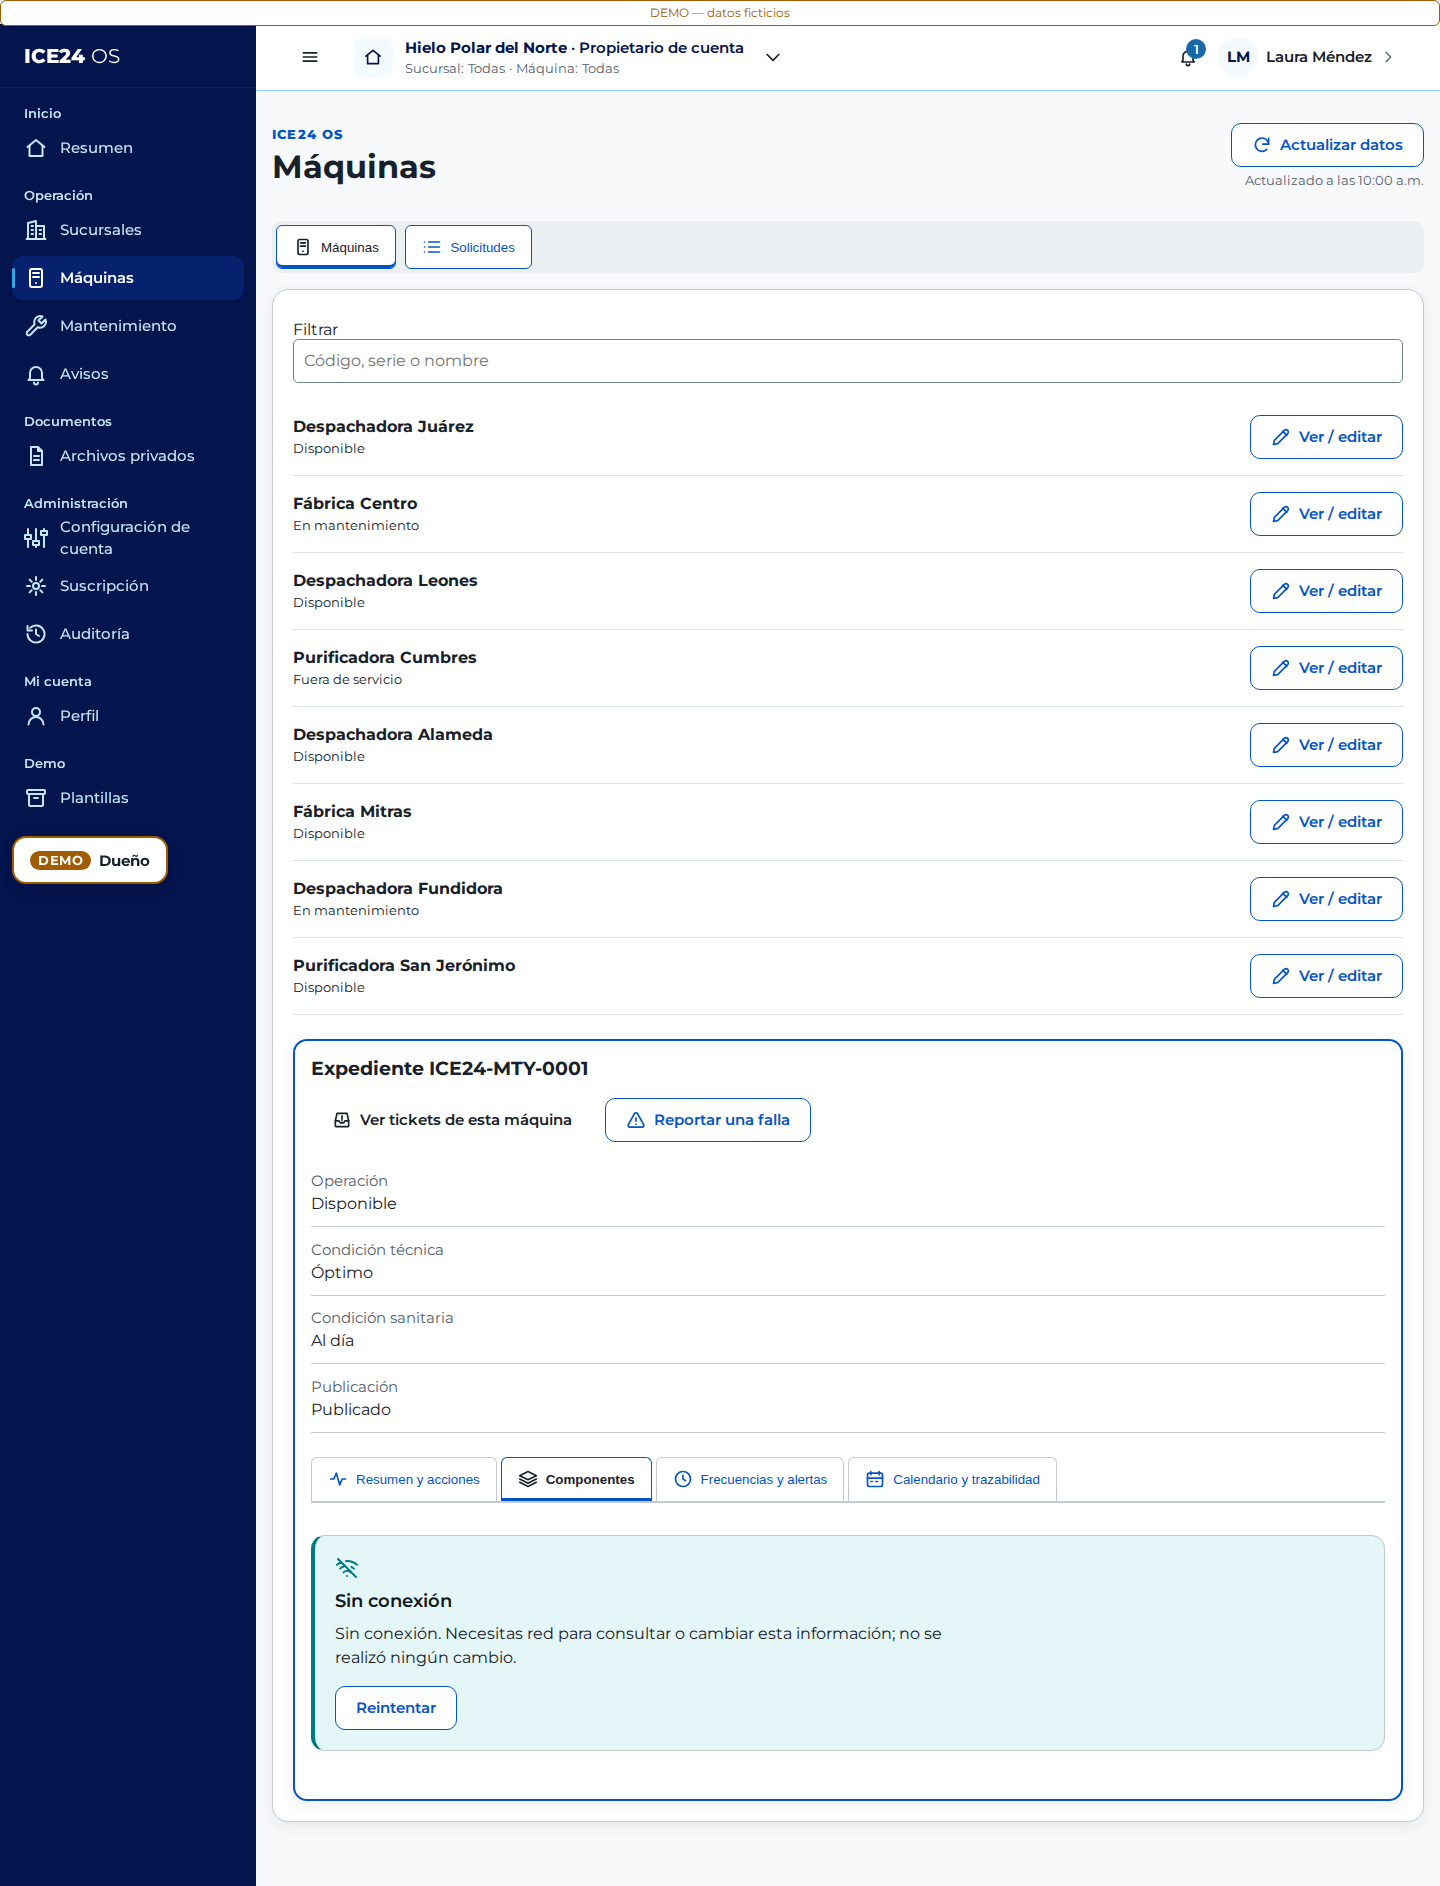 DEMO — datos ficticios
ICE24 OS
Inicio
Resumen
Operación
Sucursales
Máquinas
Mantenimiento
Avisos
Documentos
Archivos privados
Administración
Configuración de
cuenta
Suscripción
Auditoría
Mi cuenta
Perfil
Demo
Plantillas
DEMO Dueño
Hielo Polar del Norte · Propietario de cuenta
Sucursal: Todas · Máquina: Todas
1
LM Laura Méndez
ICE24 OS
Máquinas
Actualizar datos
Actualizado a las 10:00 a.m.
Máquinas
Solicitudes
Filtrar
Código, serie o nombre
Despachadora Juárez
Disponible
Ver / editar
Fábrica Centro
En mantenimiento
Ver / editar
Despachadora Leones
Disponible
Ver / editar
Purificadora Cumbres
Fuera de servicio
Ver / editar
Despachadora Alameda
Disponible
Ver / editar
Fábrica Mitras
Disponible
Ver / editar
Despachadora Fundidora
En mantenimiento
Ver / editar
Purificadora San Jerónimo
Disponible
Ver / editar
Expediente ICE24-MTY-0001
Ver tickets de esta máquina
Reportar una falla
Operación
Disponible
Condición técnica
Óptimo
Condición sanitaria
Al día
Publicación
Publicado
Resumen y acciones
Componentes
Frecuencias y alertas
Calendario y trazabilidad
Sin conexión
Sin conexión. Necesitas red para consultar o cambiar esta información; no se
realizó ningún cambio.
Reintentar